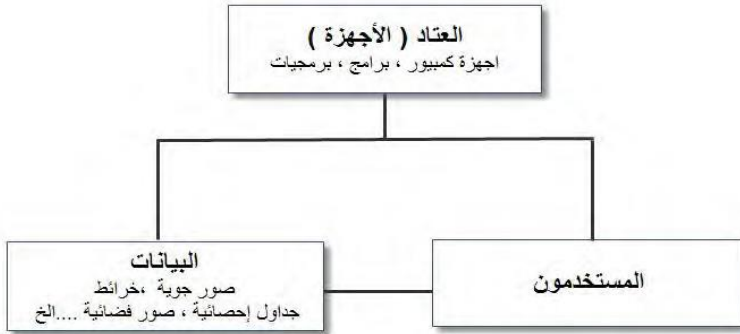 العتاد ( الأجهزة )
اجهزة كمبيور ، برامج ، برمجيات
البيانات
صور جوية ،خرائط
جداول إحصائية ، صور فضائية ....الخ
المستخدمون